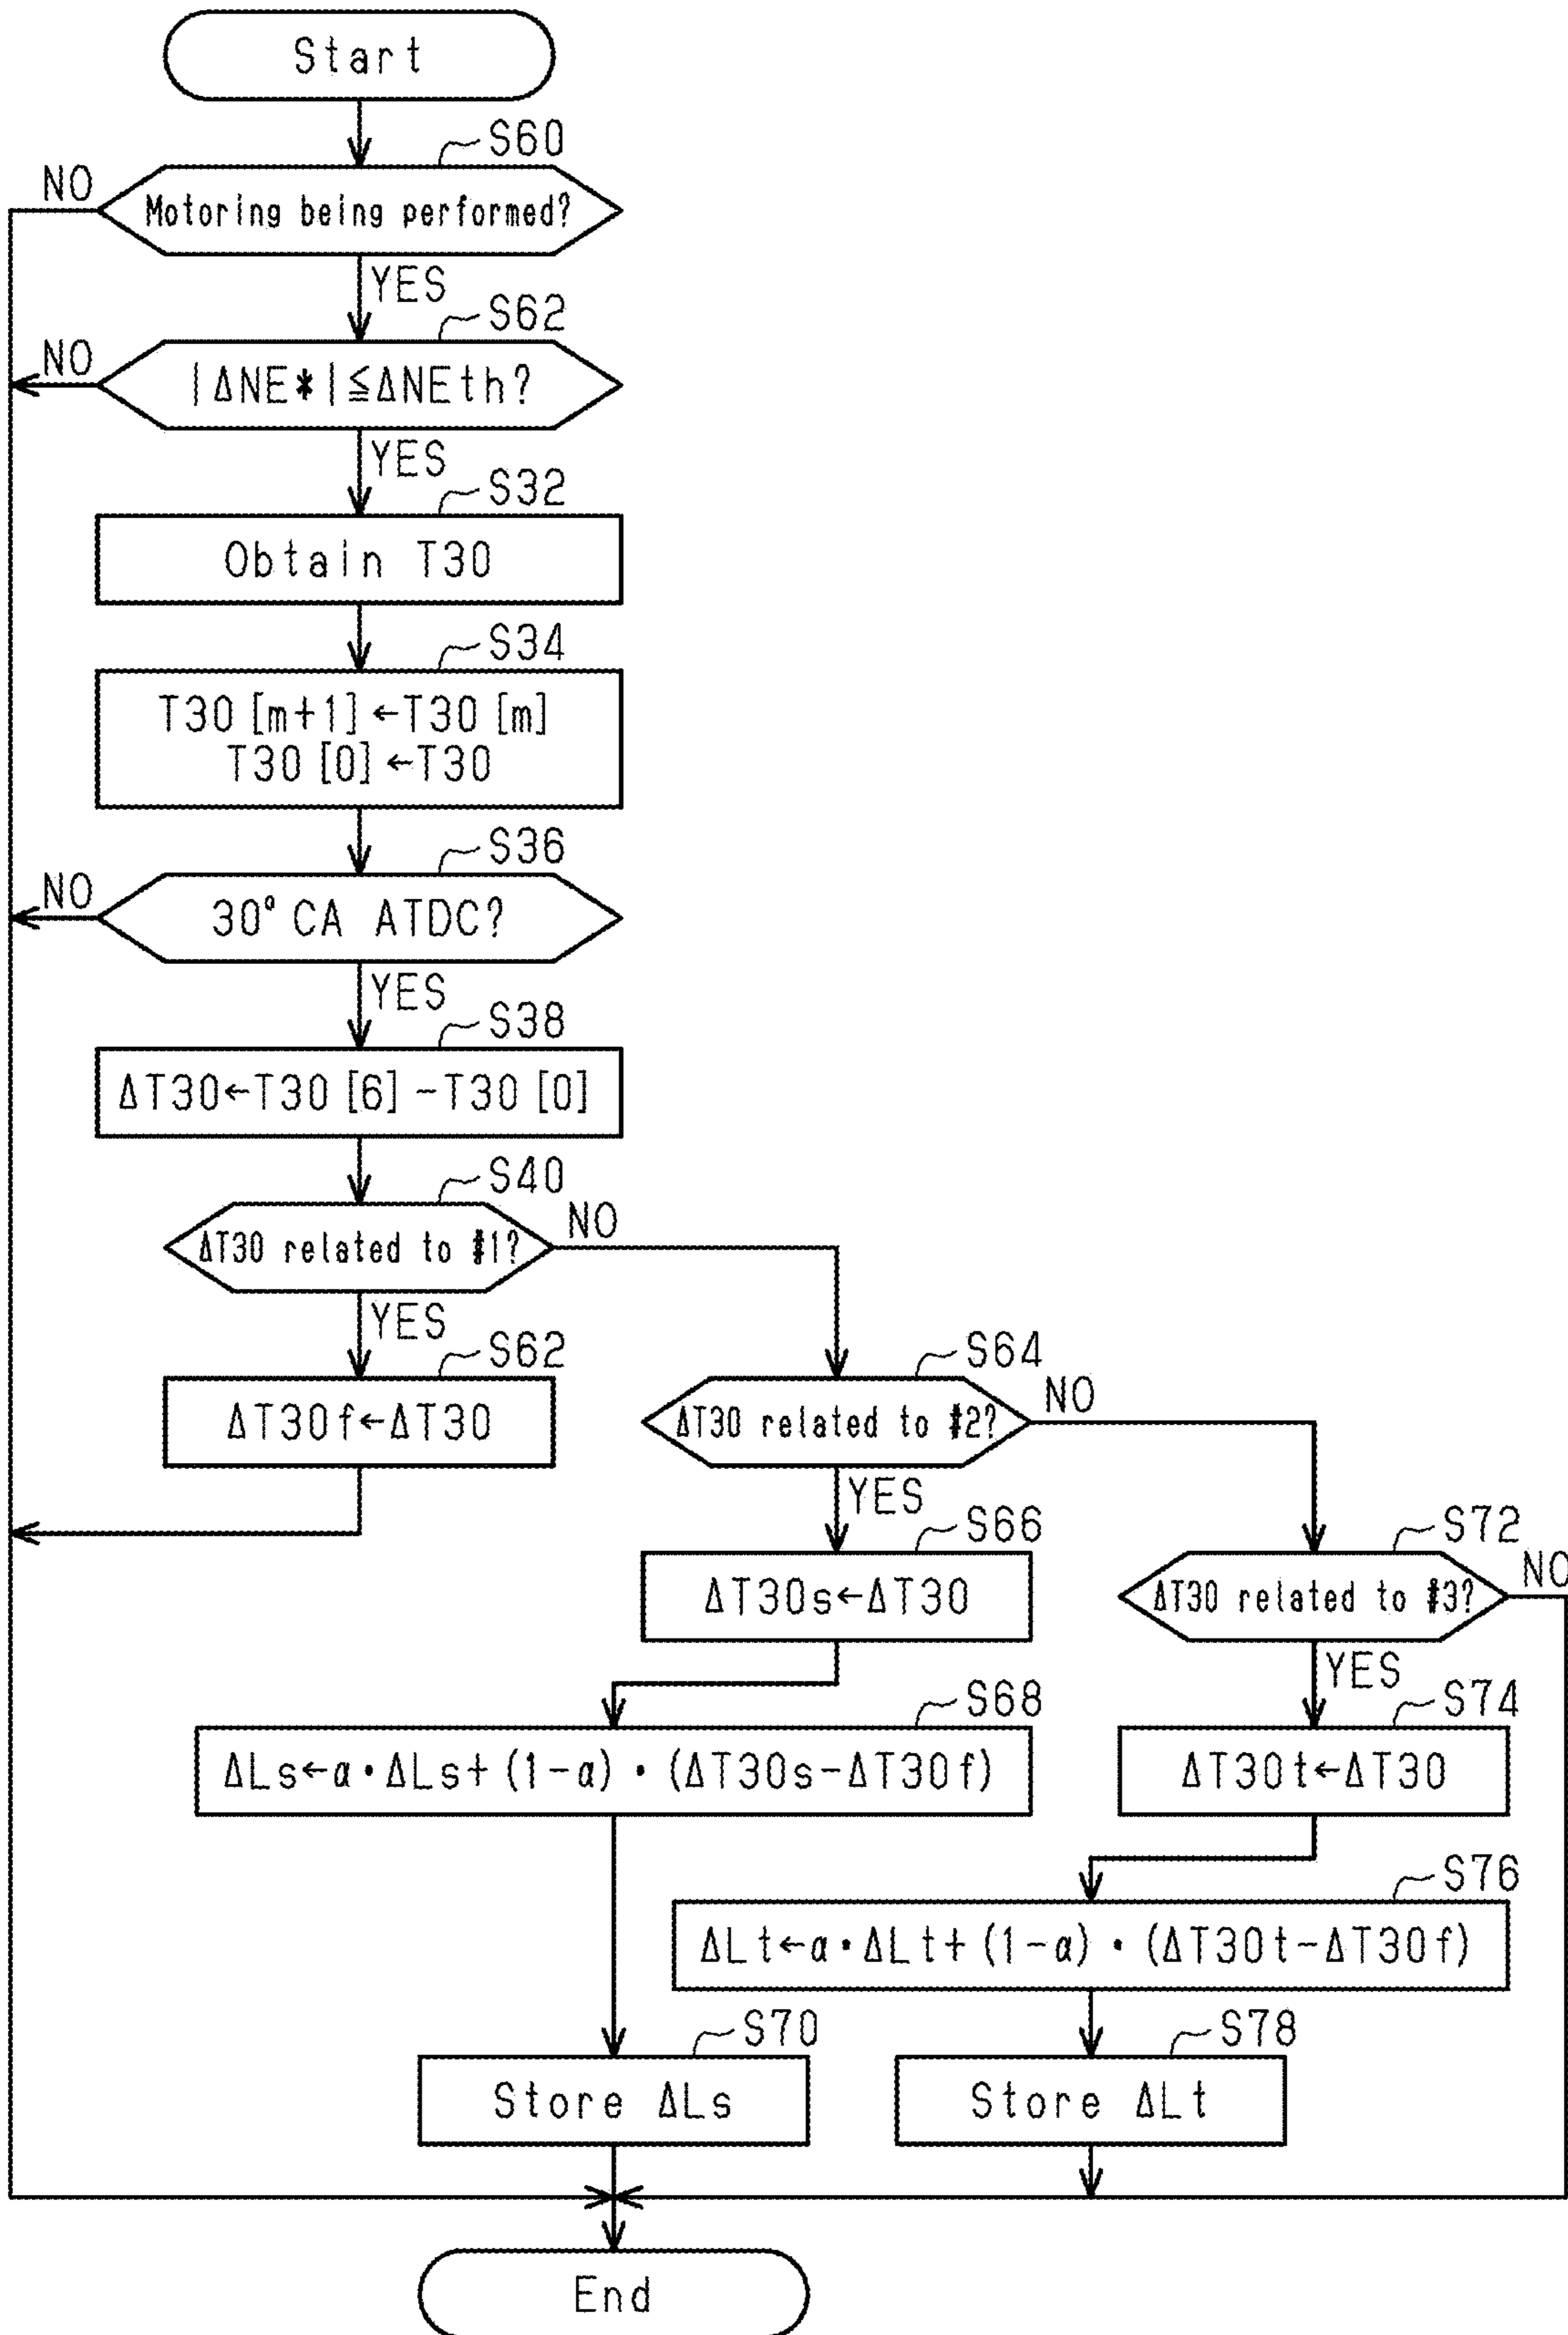 Start
S60
NO
Motoring being performed?
YES
S62
NO
|ΔNE*|≦ΔNEth?
YES
S32
Obtain T30
S34
T30[m+1]←T30[m]
T30[0]←T30
S36
NO
30° CA ATDC?
YES
S38
ΔT30←T30[6]-T30[0]
S40
NO
ΔT30 related to #1?
YES
S62
ΔT30f←ΔT30
S64
NO
ΔT30 related to #2?
YES
S66
ΔT30s←ΔT30
S72
NO
ΔT30 related to #3?
YES
S68
ΔLs←α·ΔLs+(1-α)·(ΔT30s-ΔT30f)
S74
ΔT30t←ΔT30
S76
ΔLt←α·ΔLt+(1-α)·(ΔT30t-ΔT30f)
S70
Store ΔLs
S78
Store ΔLt
End